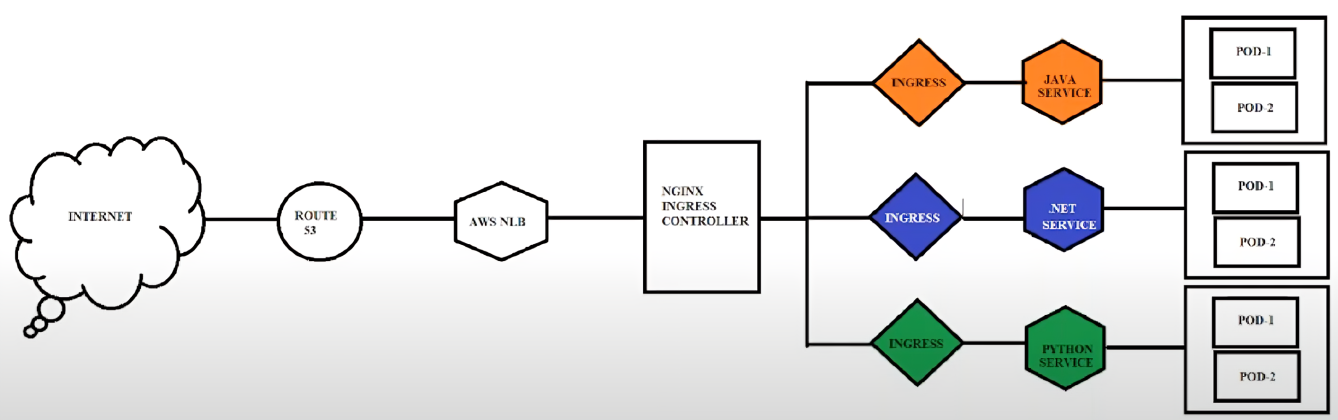 INTERNET
ROUTE
53
AWS NLB
NGINX
INGRESS
CONTROLLER
INGRESS
JAVA
SERVICE
POD-1
POD-2
INGRESS
.NET
SERVICE
POD-1
POD-2
INGRESS
PYTHON
SERVICE
POD-1
POD-2